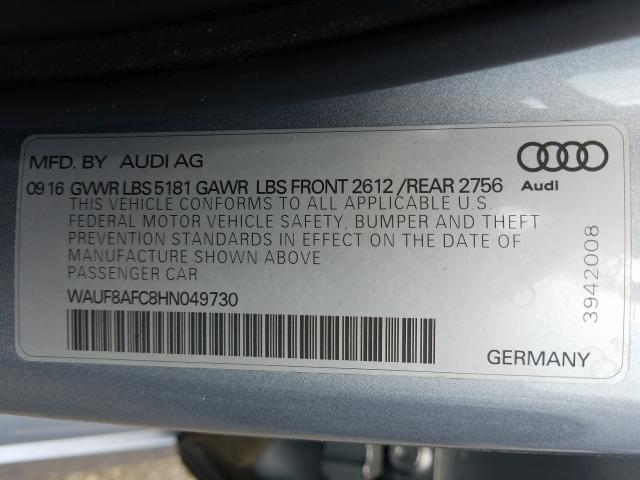 MFD. BY AUDI AG
Audi
09 16 GVWR LBS 5181 GAWR LBS FRONT 2612 /REAR 2756
THIS VEHICLE CONFORMS TO ALL APPLICABLE U.S.
FEDERAL MOTOR VEHICLE SAFETY, BUMPER AND THEFT
PREVENTION STANDARDS IN EFFECT ON THE DATE OF
MANUFACTURE SHOWN ABOVE
PASSENGER CAR
WAUF8AFC8HN049730
GERMANY
3942008